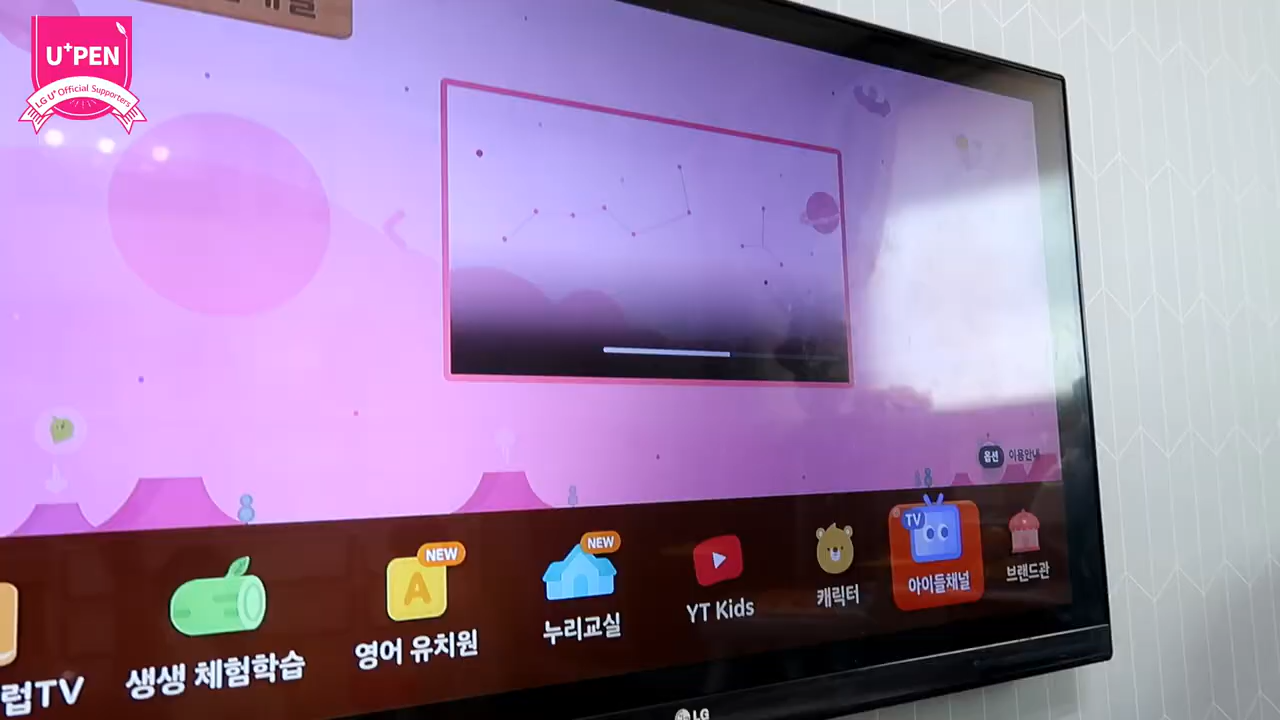 U+PEN
LG U+ Official Supporters
옵션 이용안내
NEW
NEW
TV
A
럽TV
생생 체험학습
영어 유치원
누리교실
YT Kids
캐릭터
아이들채널
브랜드관
LG